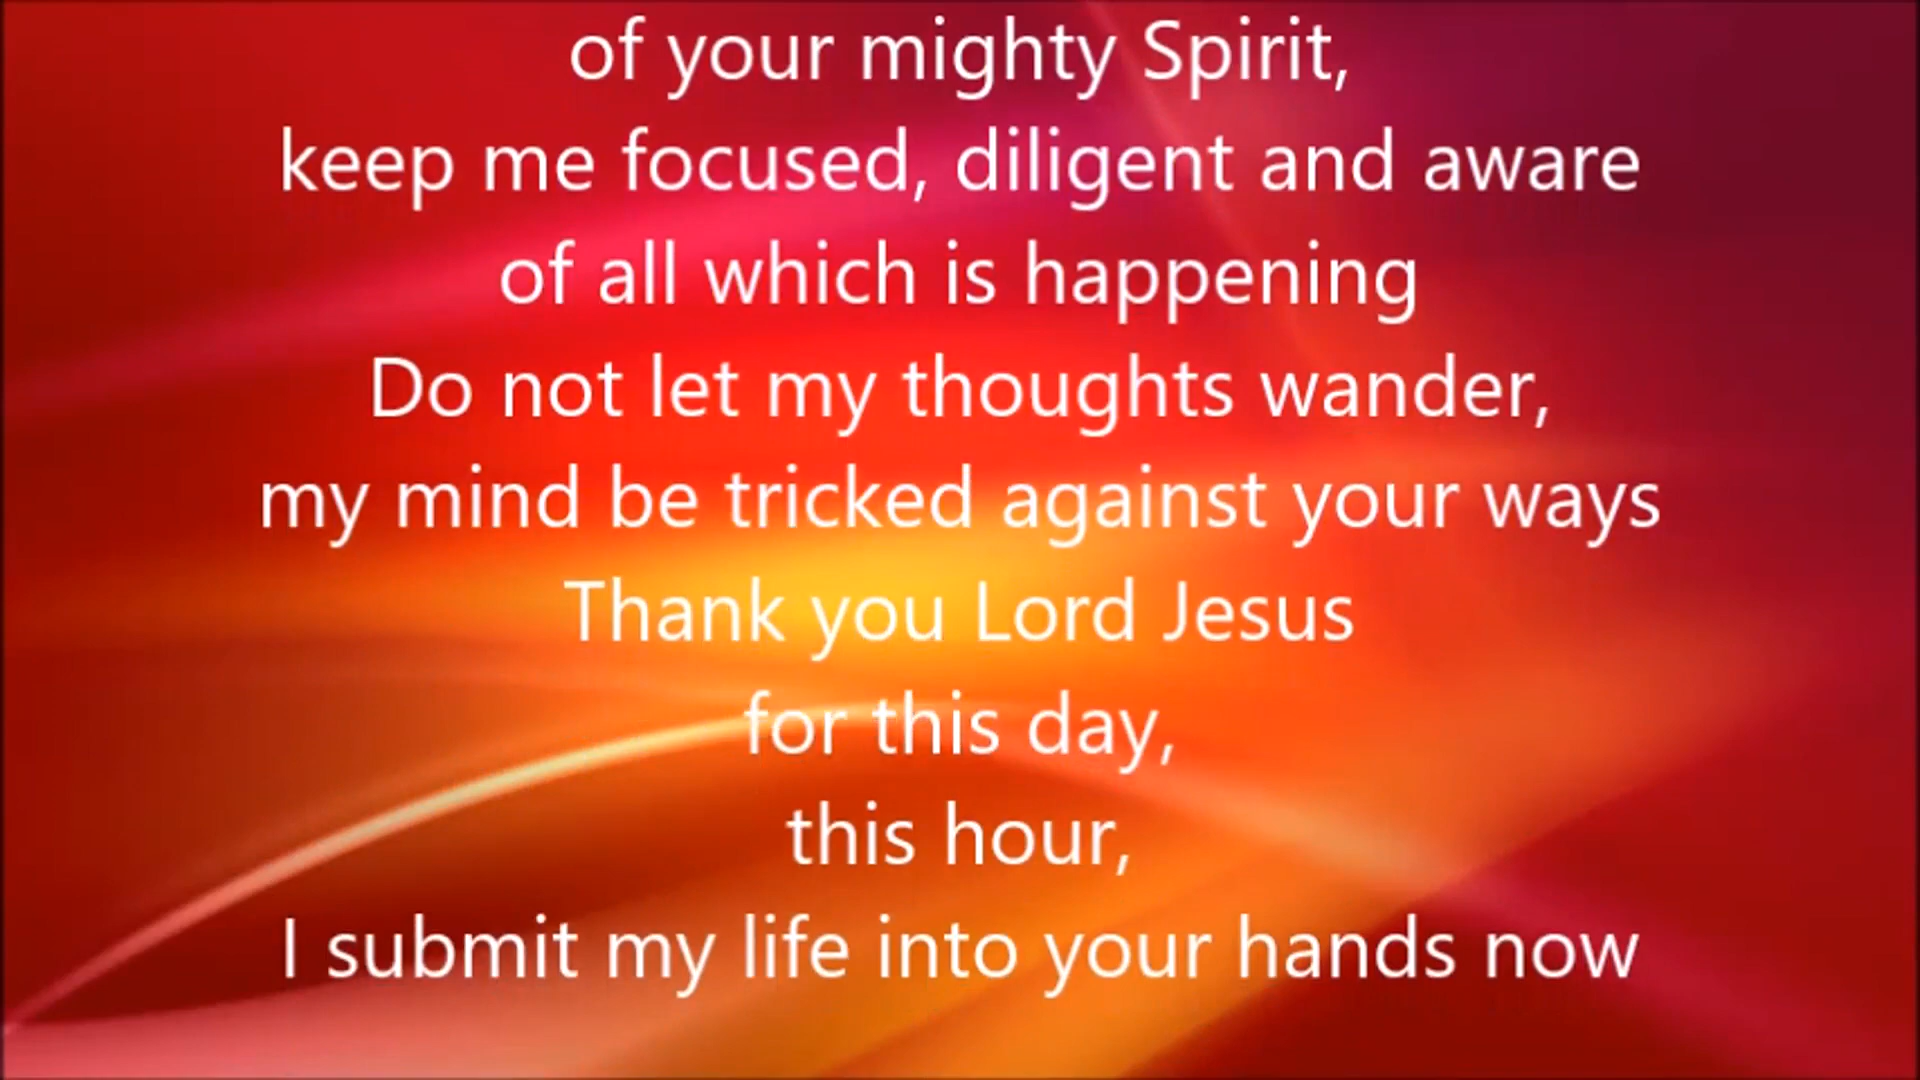 of your mighty Spirit,
keep me focused, diligent and aware
of all which is happening
Do not let my thoughts wander,
my mind be tricked against your ways
Thank you Lord Jesus
for this day,
this hour,
I submit my life into your hands now